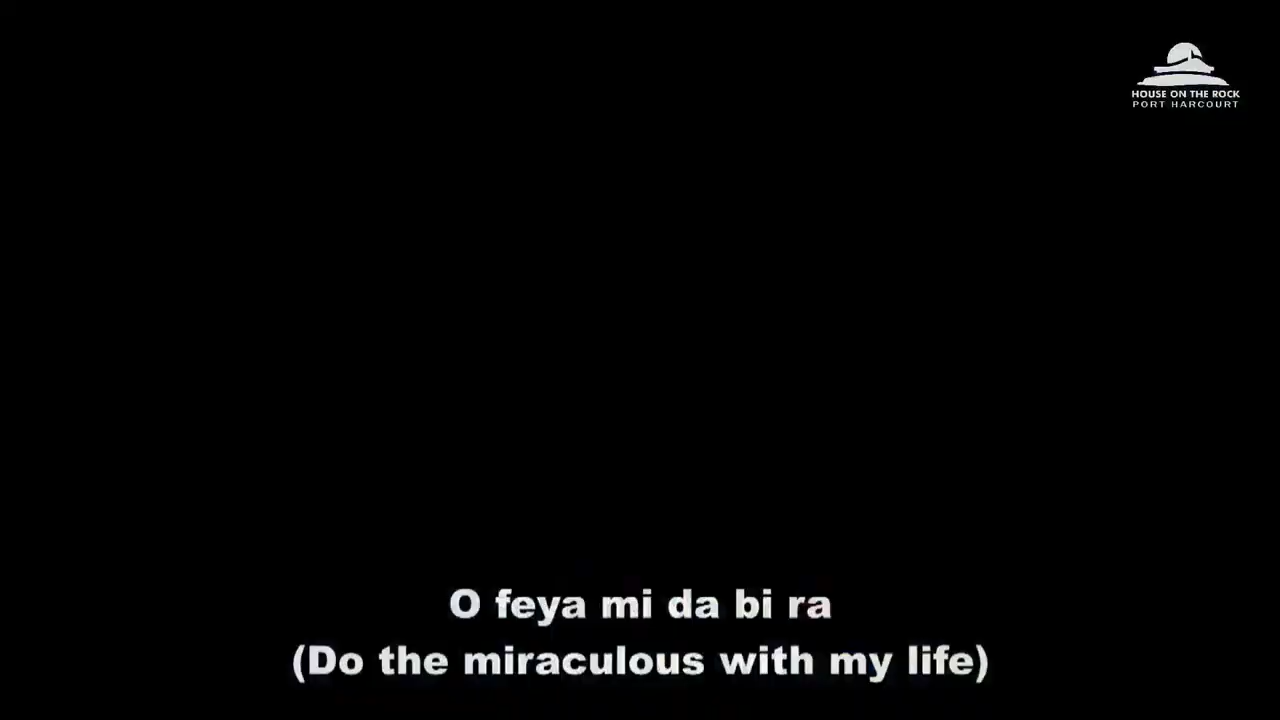 HOUSE ON THE ROCK
PORT HARCOURT
O feya mi da bi ra
(Do the miraculous with my life)